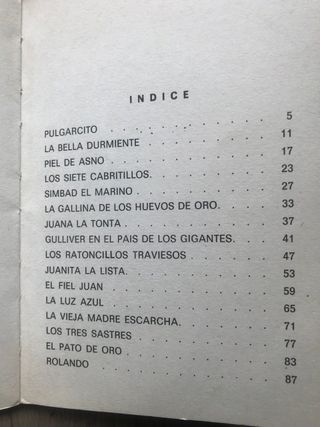 INDICE
PULGARCITO . . . . . . . . . . 5
LA BELLA DURMIENTE . . . . . . . . 11
PIEL DE ASNO . . . . . . . . . . 17
LOS SIETE CABRITILLOS. . . . . . . . 23
SIMBAD EL MARINO . . . . . . . . 27
LA GALLINA DE LOS HUEVOS DE ORO. . . . . 33
JUANA LA TONTA . . . . . . . . . 37
GULLIVER EN EL PAIS DE LOS GIGANTES. . . . 41
LOS RATONCILLOS TRAVIESOS . . . . . . 47
JUANITA LA LISTA. . . . . . . . . 53
EL FIEL JUAN . . . . . . . . . . 59
LA LUZ AZUL . . . . . . . . . . 65
LA VIEJA MADRE ESCARCHA. . . . . . . 71
LOS TRES SASTRES . . . . . . . . 77
EL PATO DE ORO . . . . . . . . . 83
ROLANDO . . . . . . . . . . . 87